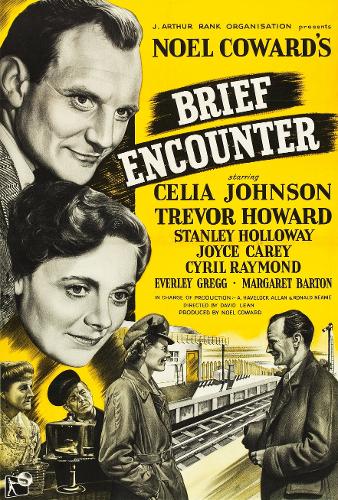 J. ARTHUR RANK ORGANISATION presents
NOEL COWARD'S
BRIEF
ENCOUNTER
starring
CELIA JOHNSON
TREVOR HOWARD
STANLEY HOLLOWAY
JOYCE CAREY
CYRIL RAYMOND
EVERLEY GREGG · MARGARET BARTON
IN CHARGE OF PRODUCTION:- A. HAVELOCK ALLAN & RONALD NEAME
DIRECTED BY DAVID LEAN
PRODUCED BY NOEL COWARD